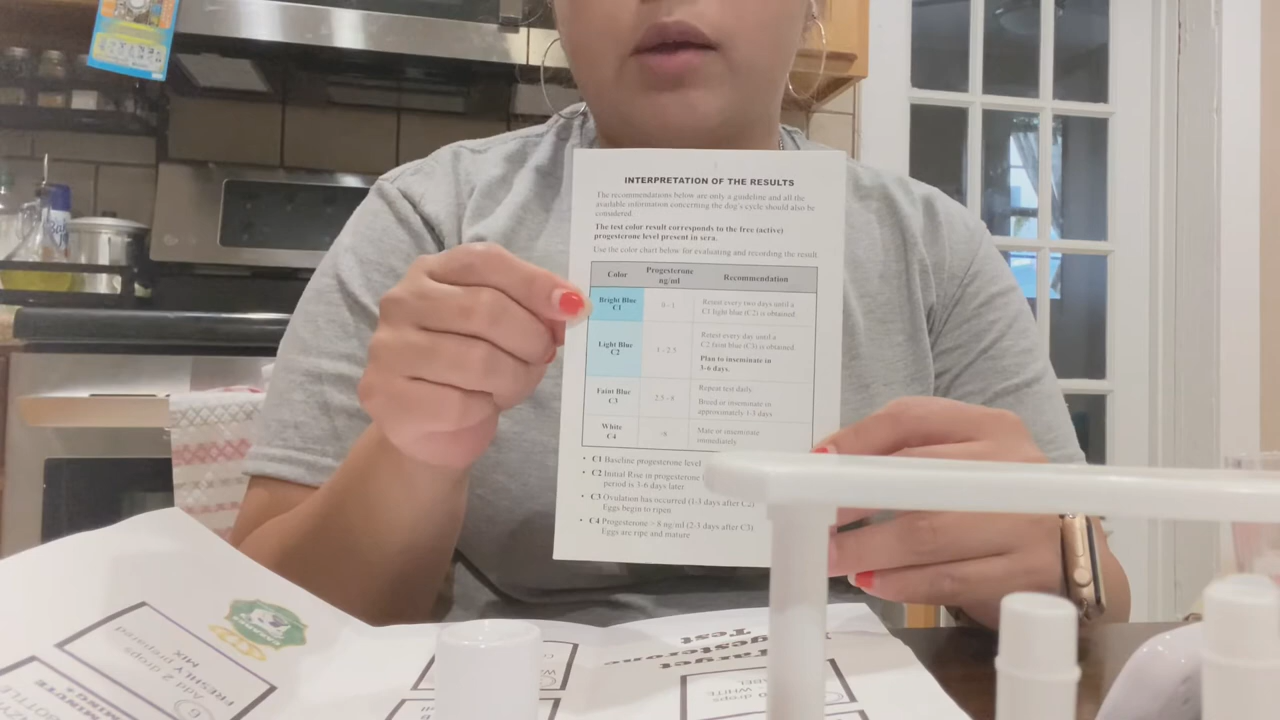 INTERPRETATION OF THE RESULTS
The recommendations below are only a guideline and all the
available information concerning the dog's cycle should also be
considered.
The test color result corresponds to the free (active)
progesterone level present in sera.
Use the color chart below for evaluating and recording the result.
Color Progesterone ng/ml Recommendation
Bright Blue C1 0 - 1 Retest every two days until a
C1 light blue (C2) is obtained
Light Blue C2 1 - 2.5 Retest every day until a
C2 faint blue (C3) is obtained
Plan to inseminate in
3-6 days.
Faint Blue C3 2.5 - 8 Repeat test daily
Breed or inseminate in
approximately 1-3 days
White C4 Mate or inseminate
immediately
• C1 Baseline progesterone level
• C2 Initial Rise in progesterone
period is 3-6 days later
• C3 Ovulation has occurred (1-3 days after C2)
Eggs begin to ripen
• C4 Progesterone > 8 ng/ml (2-3 days after C3)
Eggs are ripe and mature
Target
Test
6
Add 2 drops
FRESHLY prepared
MIX
drops
WHITE